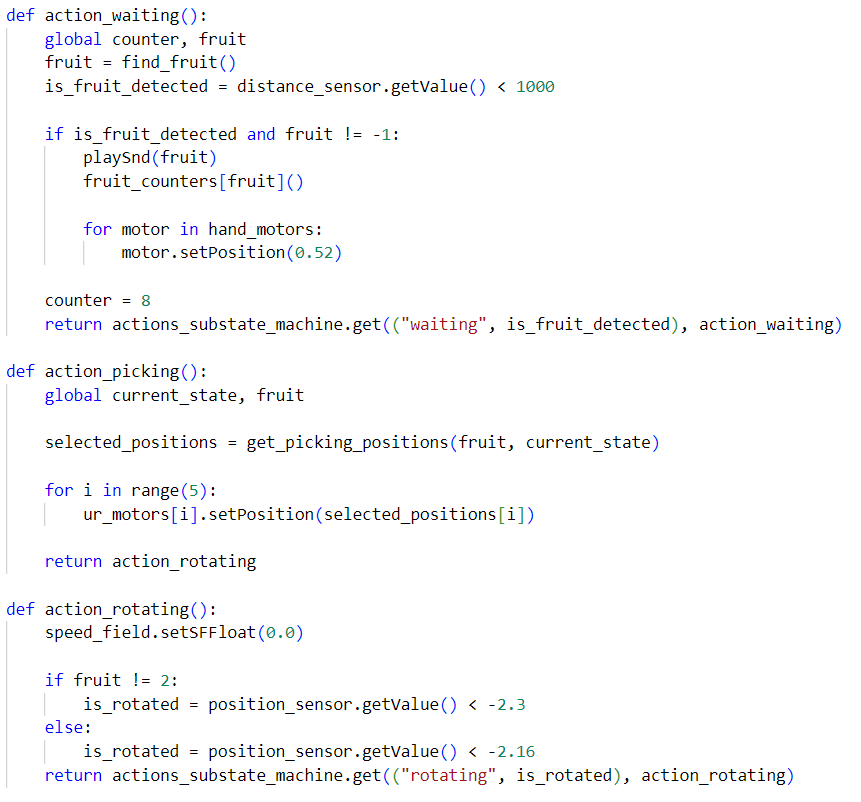 def action_waiting():
    global counter, fruit
    fruit = find_fruit()
    is_fruit_detected = distance_sensor.getValue() < 1000

    if is_fruit_detected and fruit != -1:
        playSnd(fruit)
        fruit_counters[fruit]()

        for motor in hand_motors:
            motor.setPosition(0.52)

    counter = 8
    return actions_substate_machine.get(("waiting", is_fruit_detected), action_waiting)

def action_picking():
    global current_state, fruit

    selected_positions = get_picking_positions(fruit, current_state)

    for i in range(5):
        ur_motors[i].setPosition(selected_positions[i])

    return action_rotating

def action_rotating():
    speed_field.setSFFloat(0.0)

    if fruit != 2:
        is_rotated = position_sensor.getValue() < -2.3
    else:
        is_rotated = position_sensor.getValue() < -2.16
    return actions_substate_machine.get(("rotating", is_rotated), action_rotating)